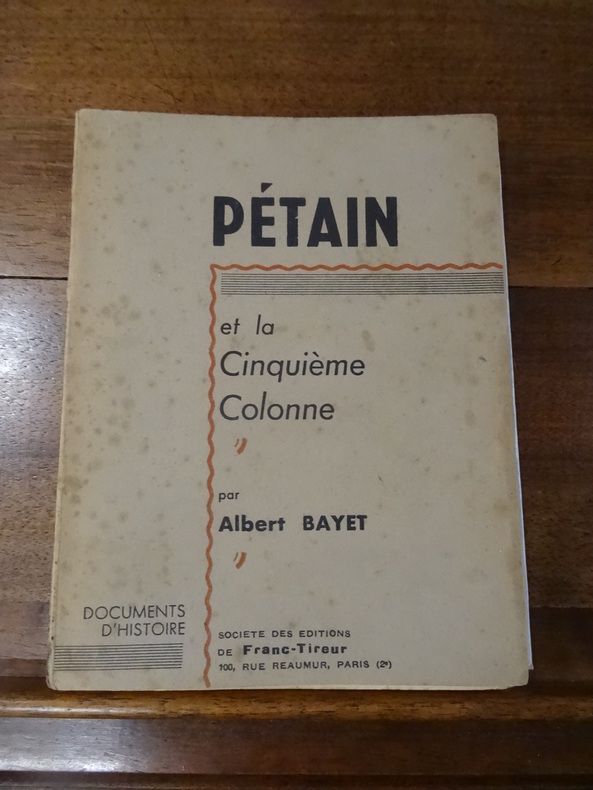 PÉTAIN
et la
Cinquième
Colonne
par
Albert BAYET
DOCUMENTS
D'HISTOIRE
SOCIETE DES EDITIONS
DE Franc-Tireur
100, RUE REAUMUR, PARIS (2e)